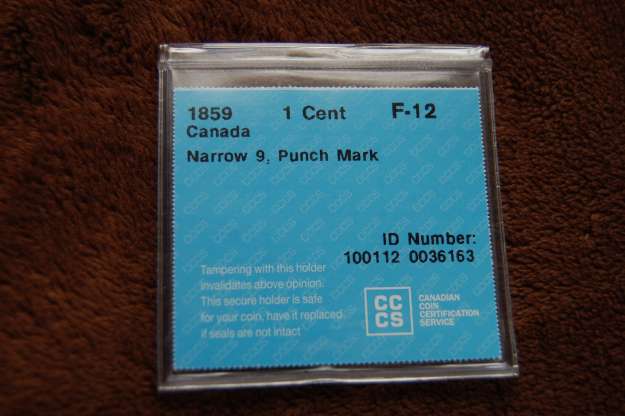 1859 1 Cent F-12
Canada
Narrow 9, Punch Mark
ID Number:
100112 0036163
Tampering with this holder
invalidates above opinion.
This secure holder is safe
for your coin, have it replaced
if seals are not intact
CC
CS
CANADIAN
COIN
CERTIFICATION
SERVICE